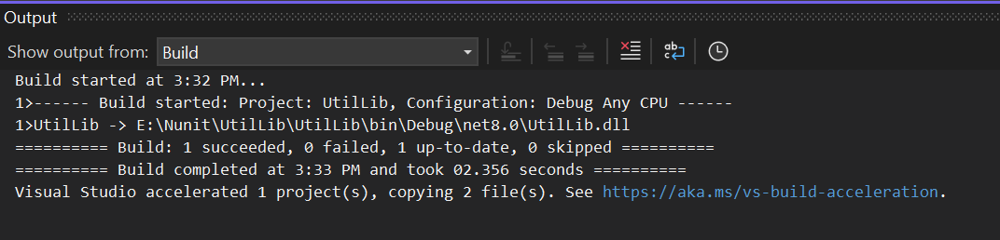 Output
Show output from: Build
Build started at 3:32 PM...
1>------ Build started: Project: UtilLib, Configuration: Debug Any CPU ------
1>UtilLib -> E:\Nunit\UtilLib\UtilLib\bin\Debug\net8.0\UtilLib.dll
========== Build: 1 succeeded, 0 failed, 1 up-to-date, 0 skipped ==========
========== Build completed at 3:33 PM and took 02.356 seconds ==========
Visual Studio accelerated 1 project(s), copying 2 file(s). See https://aka.ms/vs-build-acceleration.